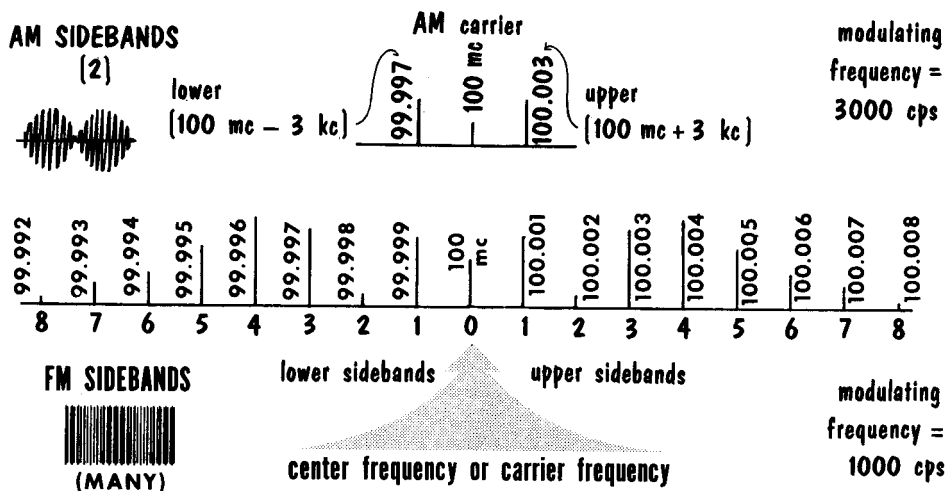 AM SIDEBANDS
(2)
AM carrier
modulating
frequency =
3000 cps
lower
(100 mc – 3 kc)
99.997
100 mc
100.003
upper
(100 mc + 3 kc)
99.992
99.993
99.994
99.995
99.996
99.997
99.998
99.999
100
mc
100.001
100.002
100.003
100.004
100.005
100.006
100.007
100.008
8 7 6 5 4 3 2 1 0 1 2 3 4 5 6 7 8
FM SIDEBANDS
(MANY)
lower sidebands
upper sidebands
center frequency or carrier frequency
modulating
frequency =
1000 cps